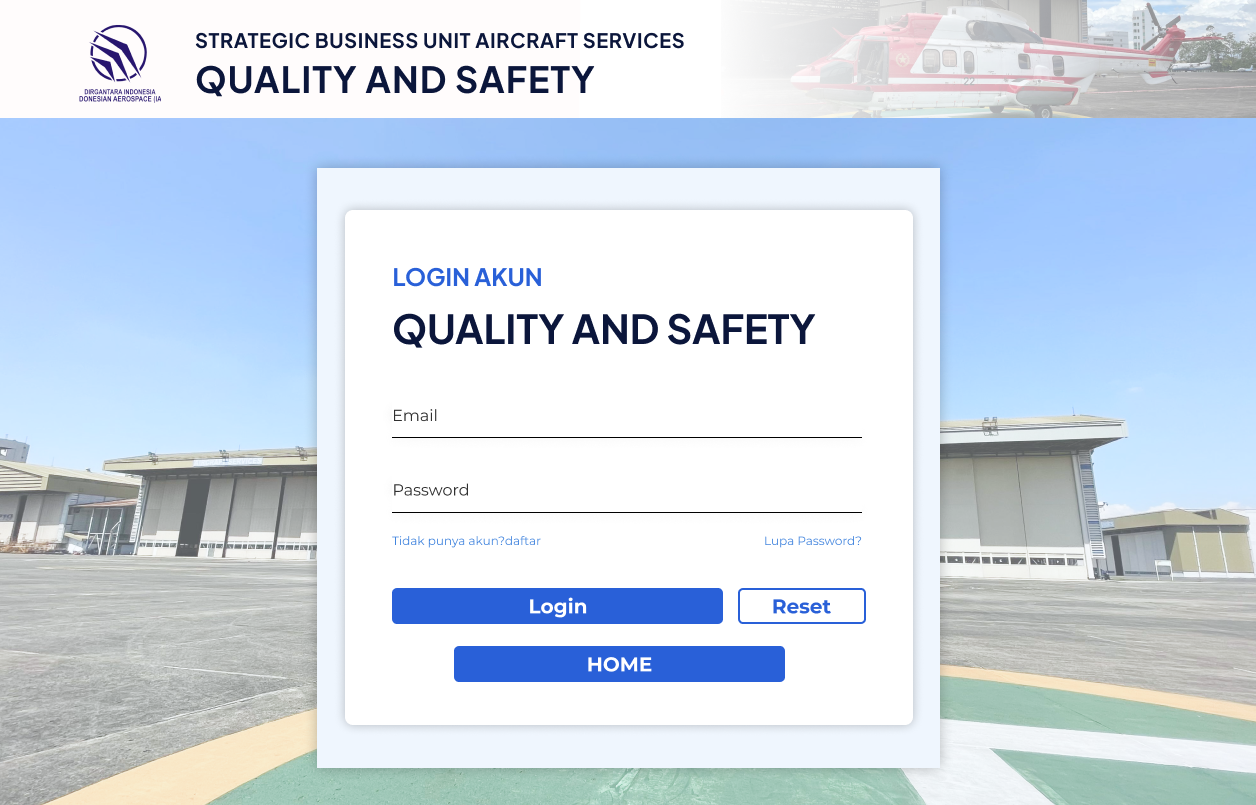 STRATEGIC BUSINESS UNIT AIRCRAFT SERVICES
QUALITY AND SAFETY
DIRGANTARA INDONESIA
DONESIAN AEROSPACE |IA
LOGIN AKUN
QUALITY AND SAFETY
Email
Password
Tidak punya akun?daftar
Lupa Password?
Login
Reset
HOME